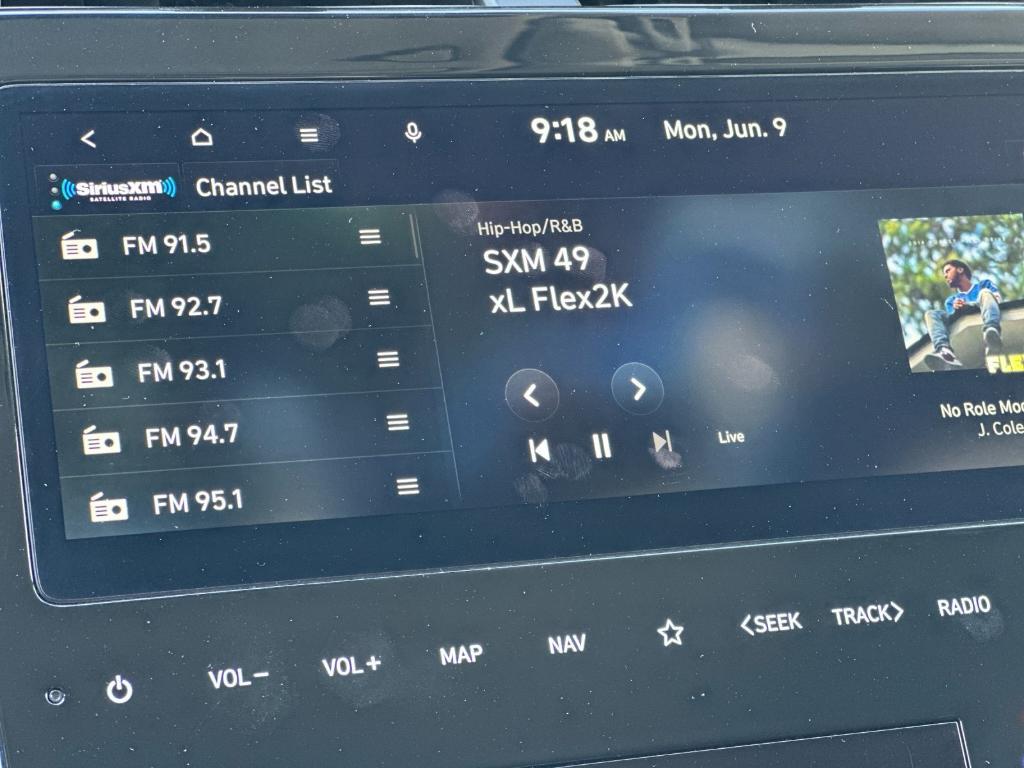 9:18 AM
Mon, Jun. 9
SiriusXM
SATELLITE RADIO
Channel List
FM 91.5
FM 92.7
FM 93.1
FM 94.7
FM 95.1
Hip-Hop/R&B
SXM 49
xL Flex2K
Live
FLE
No Role Mod
J. Cole
VOL−
VOL+
MAP
NAV
<SEEK
TRACK>
RADIO